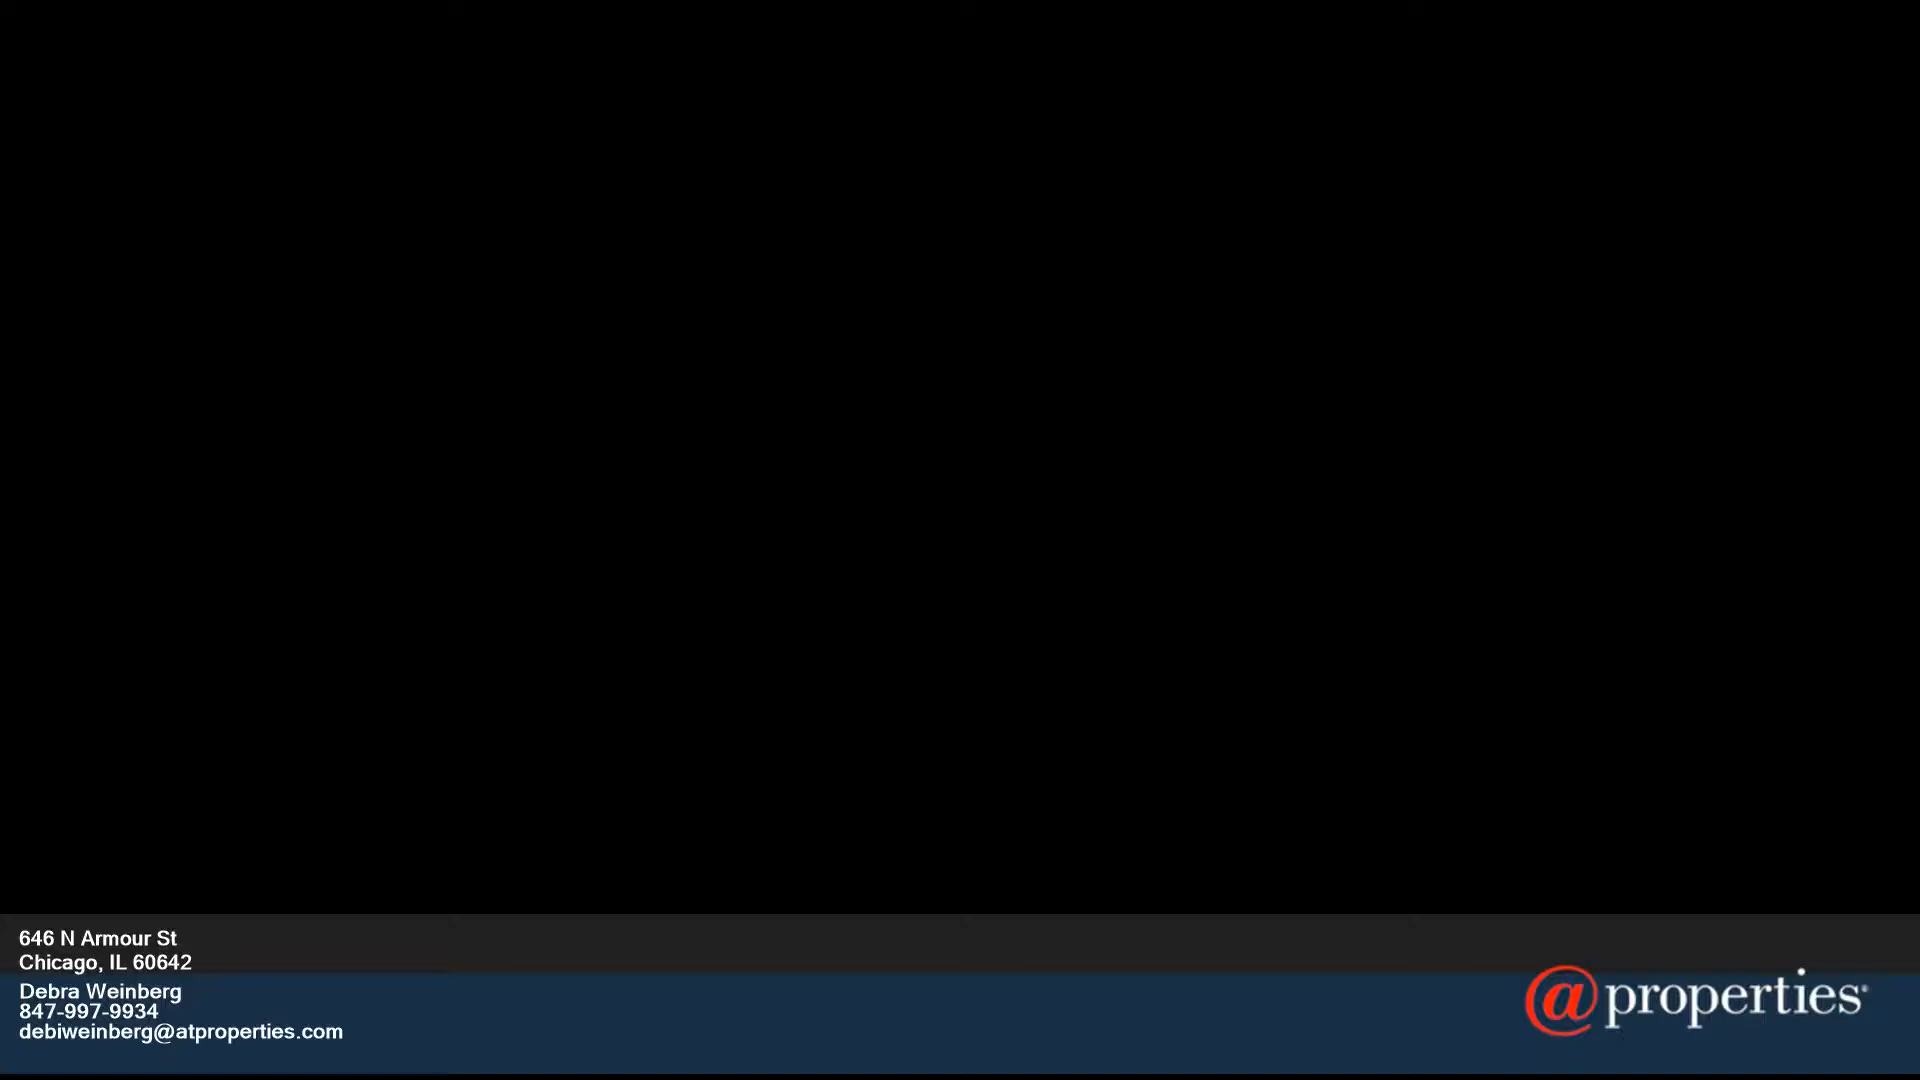 646 N Armour St
Chicago, IL 60642
Debra Weinberg
847-997-9934
debiweinberg@atproperties.com
@properties®